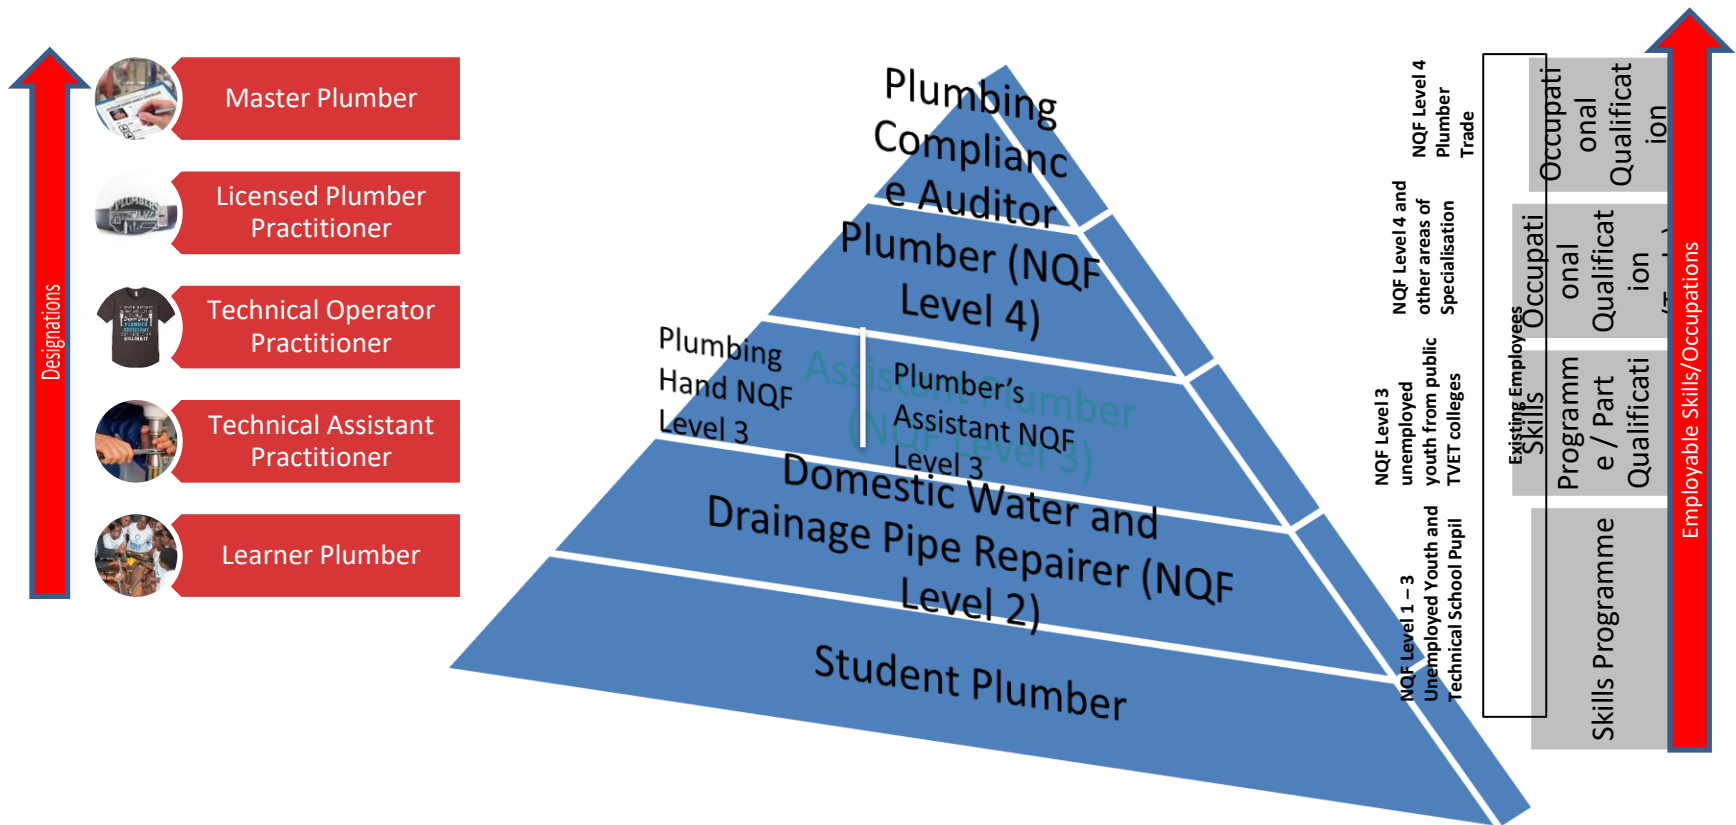 Designations
Master Plumber
Licensed Plumber
Practitioner
Technical Operator
Practitioner
Technical Assistant
Practitioner
Learner Plumber
Plumbing
Complianc
e Auditor
Plumber (NQF
Level 4)
Plumbing
Hand NQF
Level 3
Assistant Plumber
(NQF Level 3)
Plumber’s
Assistant NQF
Level 3
Domestic Water and
Drainage Pipe Repairer (NQF
Level 2)
Student Plumber
NQF Level 4
Plumber
Trade
NQF Level 4 and
other areas of
Specialisation
NQF Level 3
unemployed
youth from public
TVET colleges
NQF Level 1 – 3
Unemployed Youth and
Technical School Pupil
Existing Employees
Occupati
onal
Qualificat
ion
Occupati
onal
Qualificat
ion
Skills
Programm
e / Part
Qualificati
Skills Programme
Employable Skills/Occupations